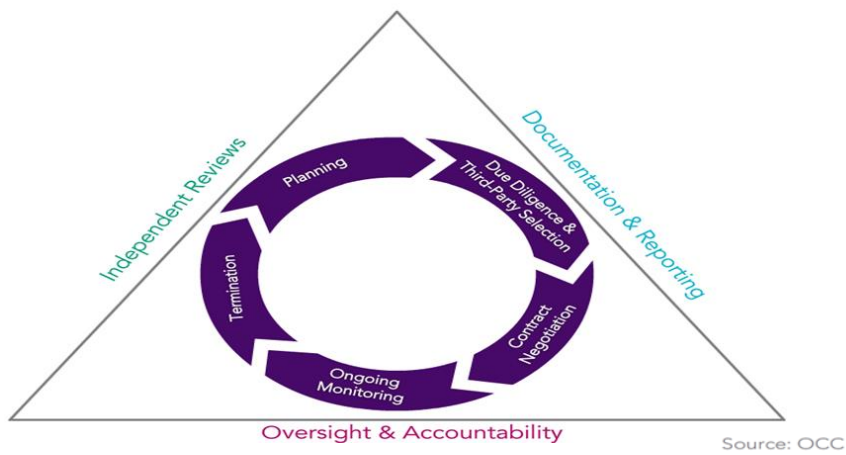 Independent Reviews
Documentation & Reporting
Planning
Due Diligence &
Third-Party Selection
Contract
Negotiation
Ongoing
Monitoring
Termination
Oversight & Accountability
Source: OCC